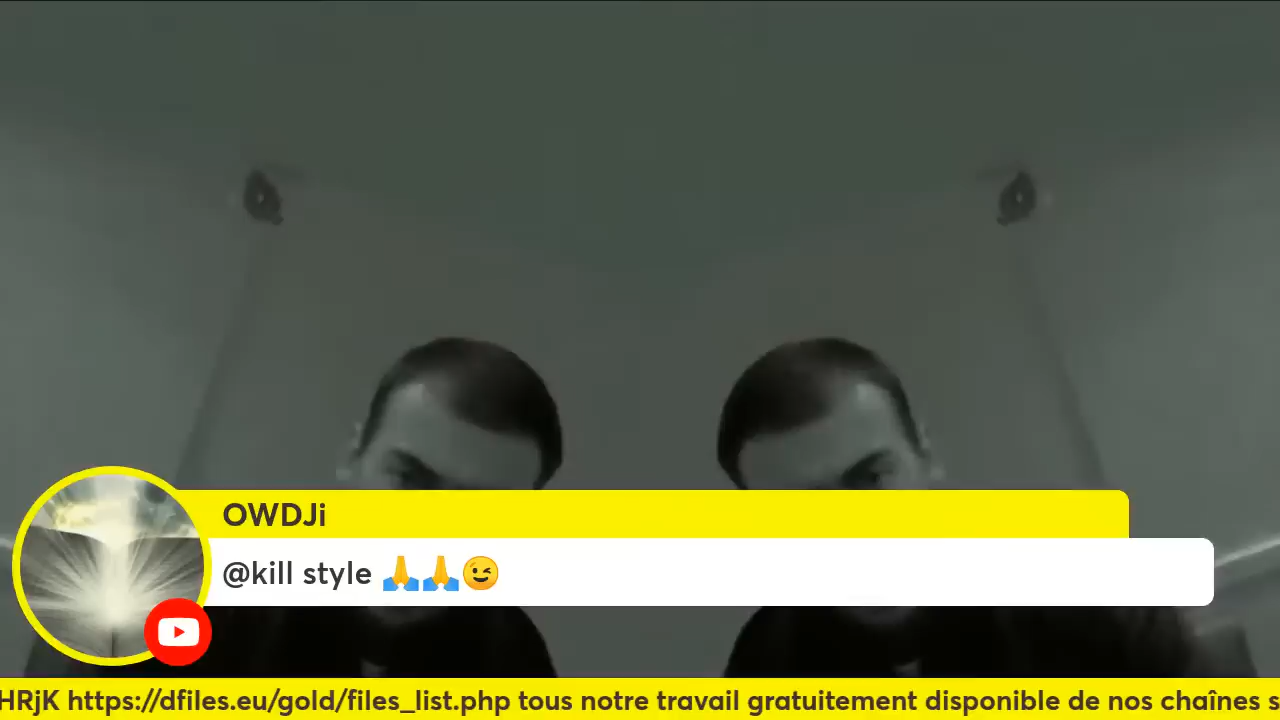 OWDJi
@kill style 🙏🙏😉
HRjK https://dfiles.eu/gold/files_list.php tous notre travail gratuitement disponible de nos chaînes s